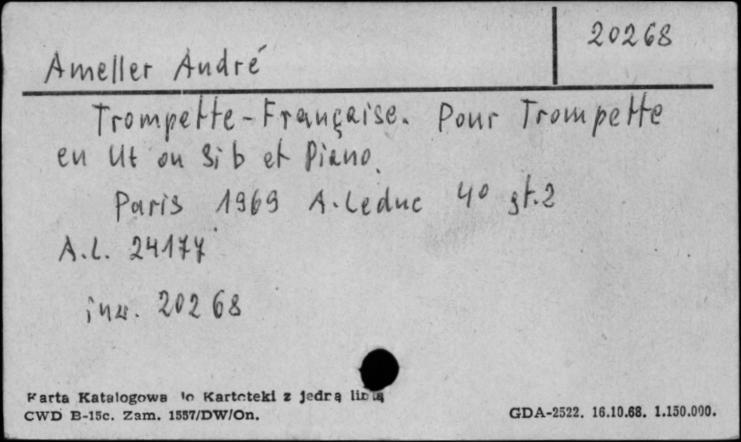 20268
Ameller André
Trompette-Française. Pour Trompette
en Ut ou Si b et Piano.
Paris 1969 A. Leduc 4° st. 2
A.L. 24177
inw. 20268
Karta Katalogowa do Kartoteki z jedną linią
CWD B-15c. Zam. 1557/DW/On.
GDA-2522. 16.10.68. 1.150.000.